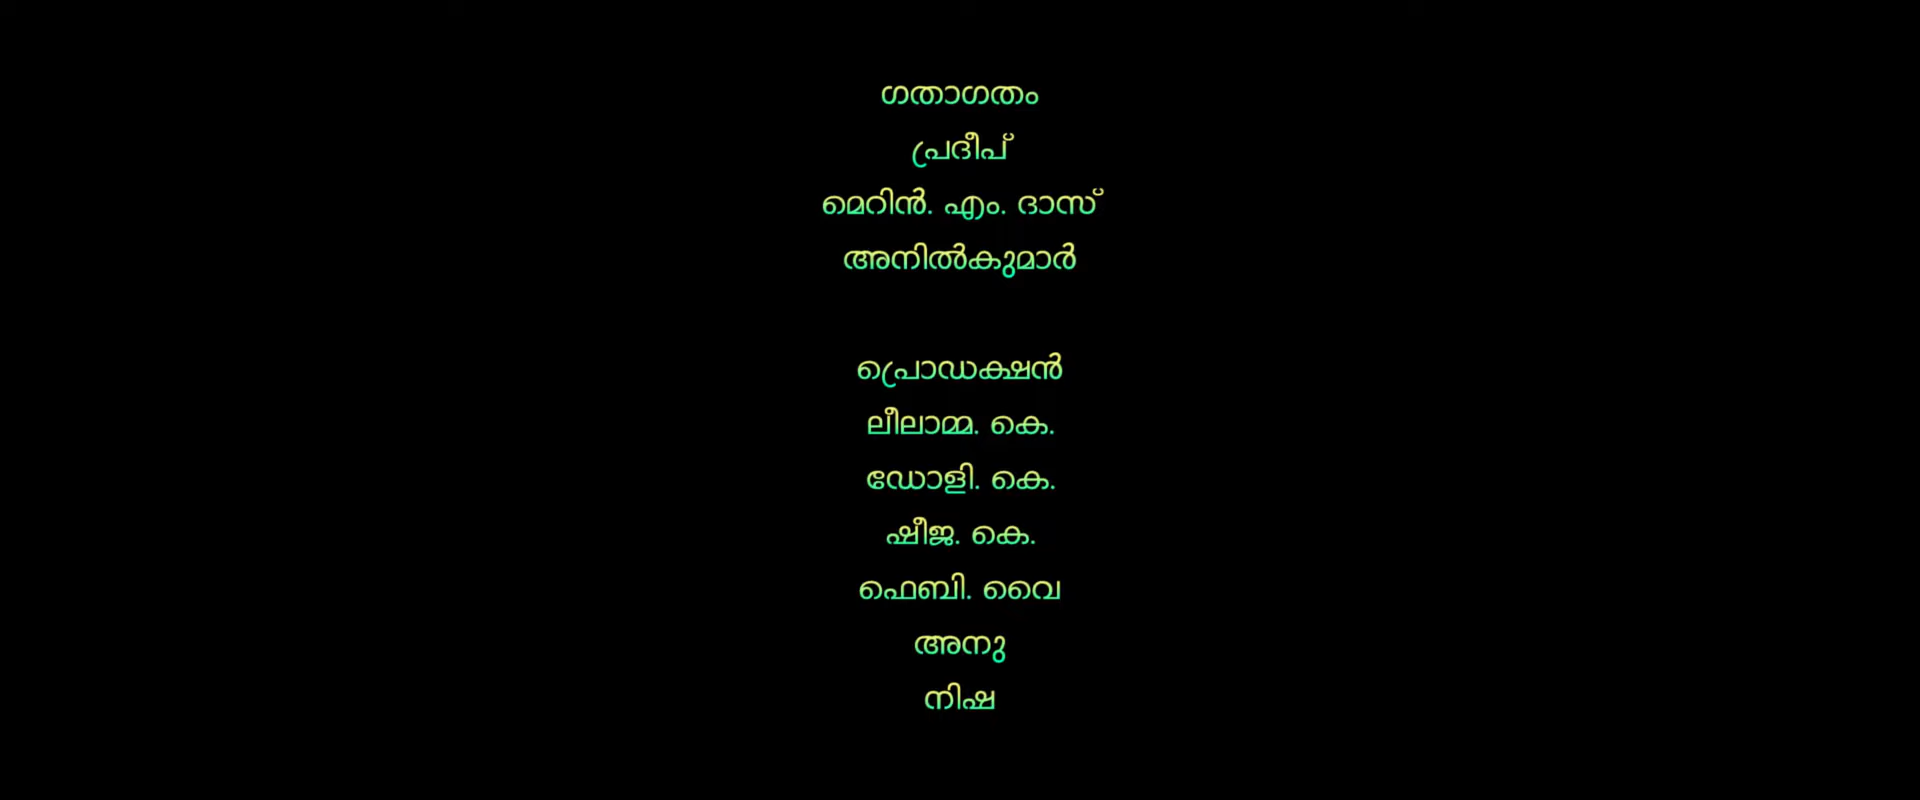 ഗതാഗതം
പ്രദീപ്
മെറിൻ. എം. ദാസ്
അനിൽകുമാർ
പ്രൊഡക്ഷൻ
ലീലാമ്മ. കെ.
ഡോളി. കെ.
ഷീജ. കെ.
ഫെബി. വൈ
അനു
നിഷ